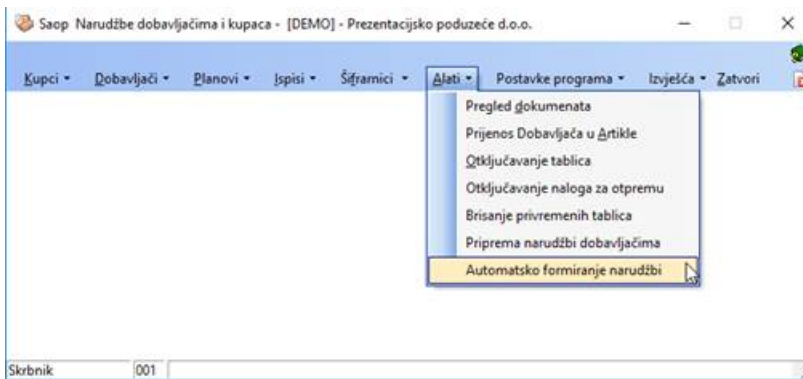 Saop Narudžbe dobavljačima i kupaca - [DEMO] - Prezentacijsko poduzeće d.o.o.
Kupci Dobavljači Planovi Ispisi Šifrarnici Alati Postavke programa Izvješća Zatvori
Pregled dokumenata
Prijenos Dobavljača u Artikle
Otključavanje tablica
Otključavanje naloga za otpremu
Brisanje privremenih tablica
Priprema narudžbi dobavljačima
Automatsko formiranje narudžbi
Skrbnik 001